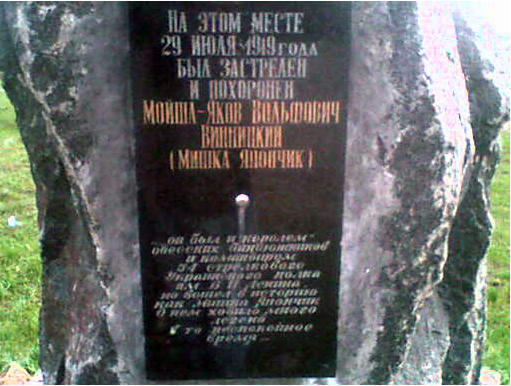 На этом месте
29 июля 1919 года
был застрелен
и похоронен
Мойша-Яков Вольфович
Винницкий
(Мишка Япончик)
"он был и королем"
одесских биндюжников
и командиром
54 стрелкового
Украинского полка
им В И Ленина.
но вошел в историю
как Мишка Япончик
О нем ходило много
легенд
в то неспокойное
время...